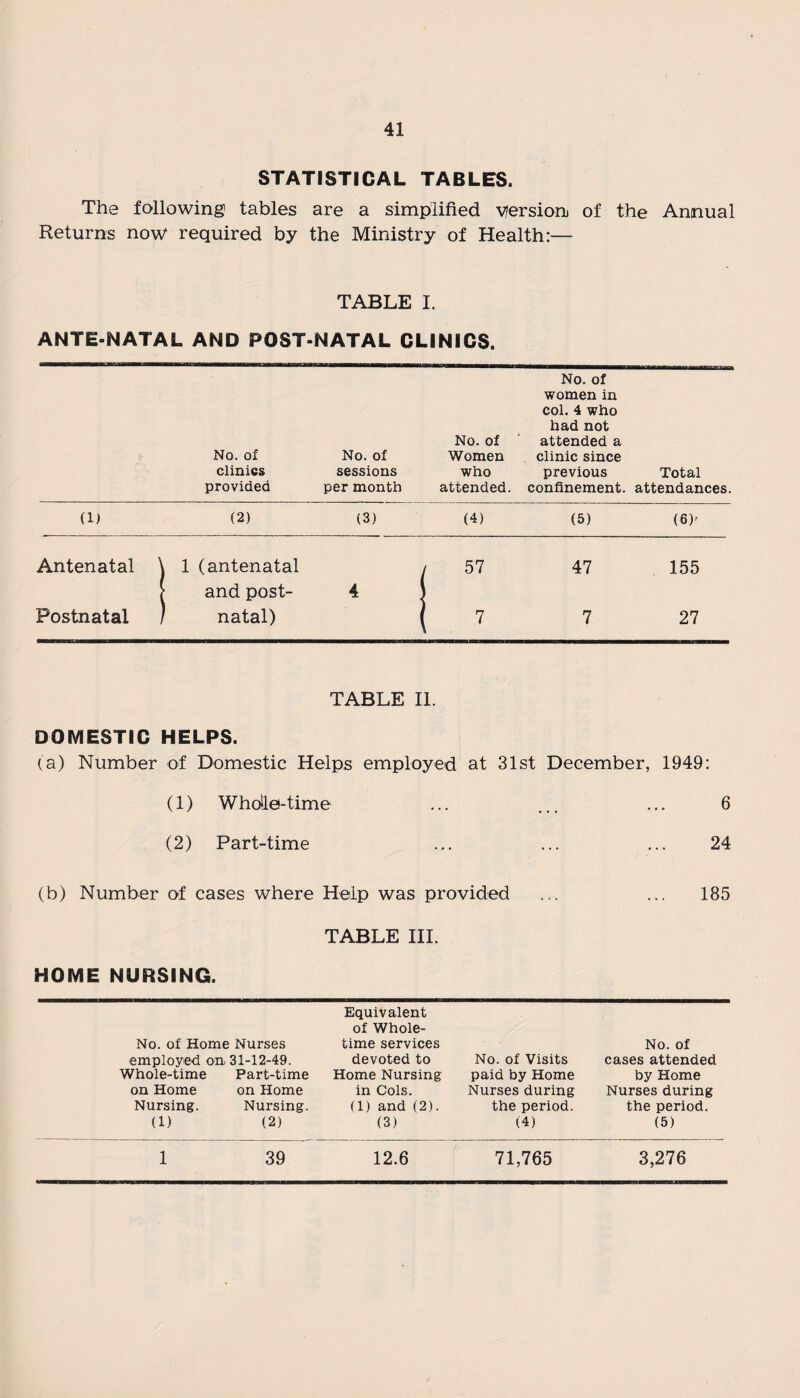 41
STATISTICAL TABLES.
The following tables are a simplified version of the Annual
Returns now required by the Ministry of Health:—
TABLE I.
ANTE-NATAL AND POST-NATAL CLINICS.
No. of
women in
col. 4 who
had not
No. of attended a
No. of No. of Women clinic since
clinics sessions who previous Total
provided per month attended. confinement. attendances.
(1) (2) (3) (4) (5) (6)
Antenatal } 1 (antenatal { 57 47 155
and post- 4
Postnatal natal) 7 7 27
TABLE II.
DOMESTIC HELPS.
(a) Number of Domestic Helps employed at 31st December, 1949:
(1) Whole-time ... ... ... 6
(2) Part-time ... ... ... 24
(b) Number of cases where Help was provided ... ... 185
TABLE III.
HOME NURSING.
Equivalent
of Whole-
No. of Home Nurses time services No. of
employed on 31-12-49. devoted to No. of Visits cases attended
Whole-time Part-time Home Nursing paid by Home by Home
on Home on Home in Cols. Nurses during Nurses during
Nursing. Nursing. (1) and (2). the period. the period.
(1) (2) (3) (4) (5)
1 39 12.6 71,765 3,276